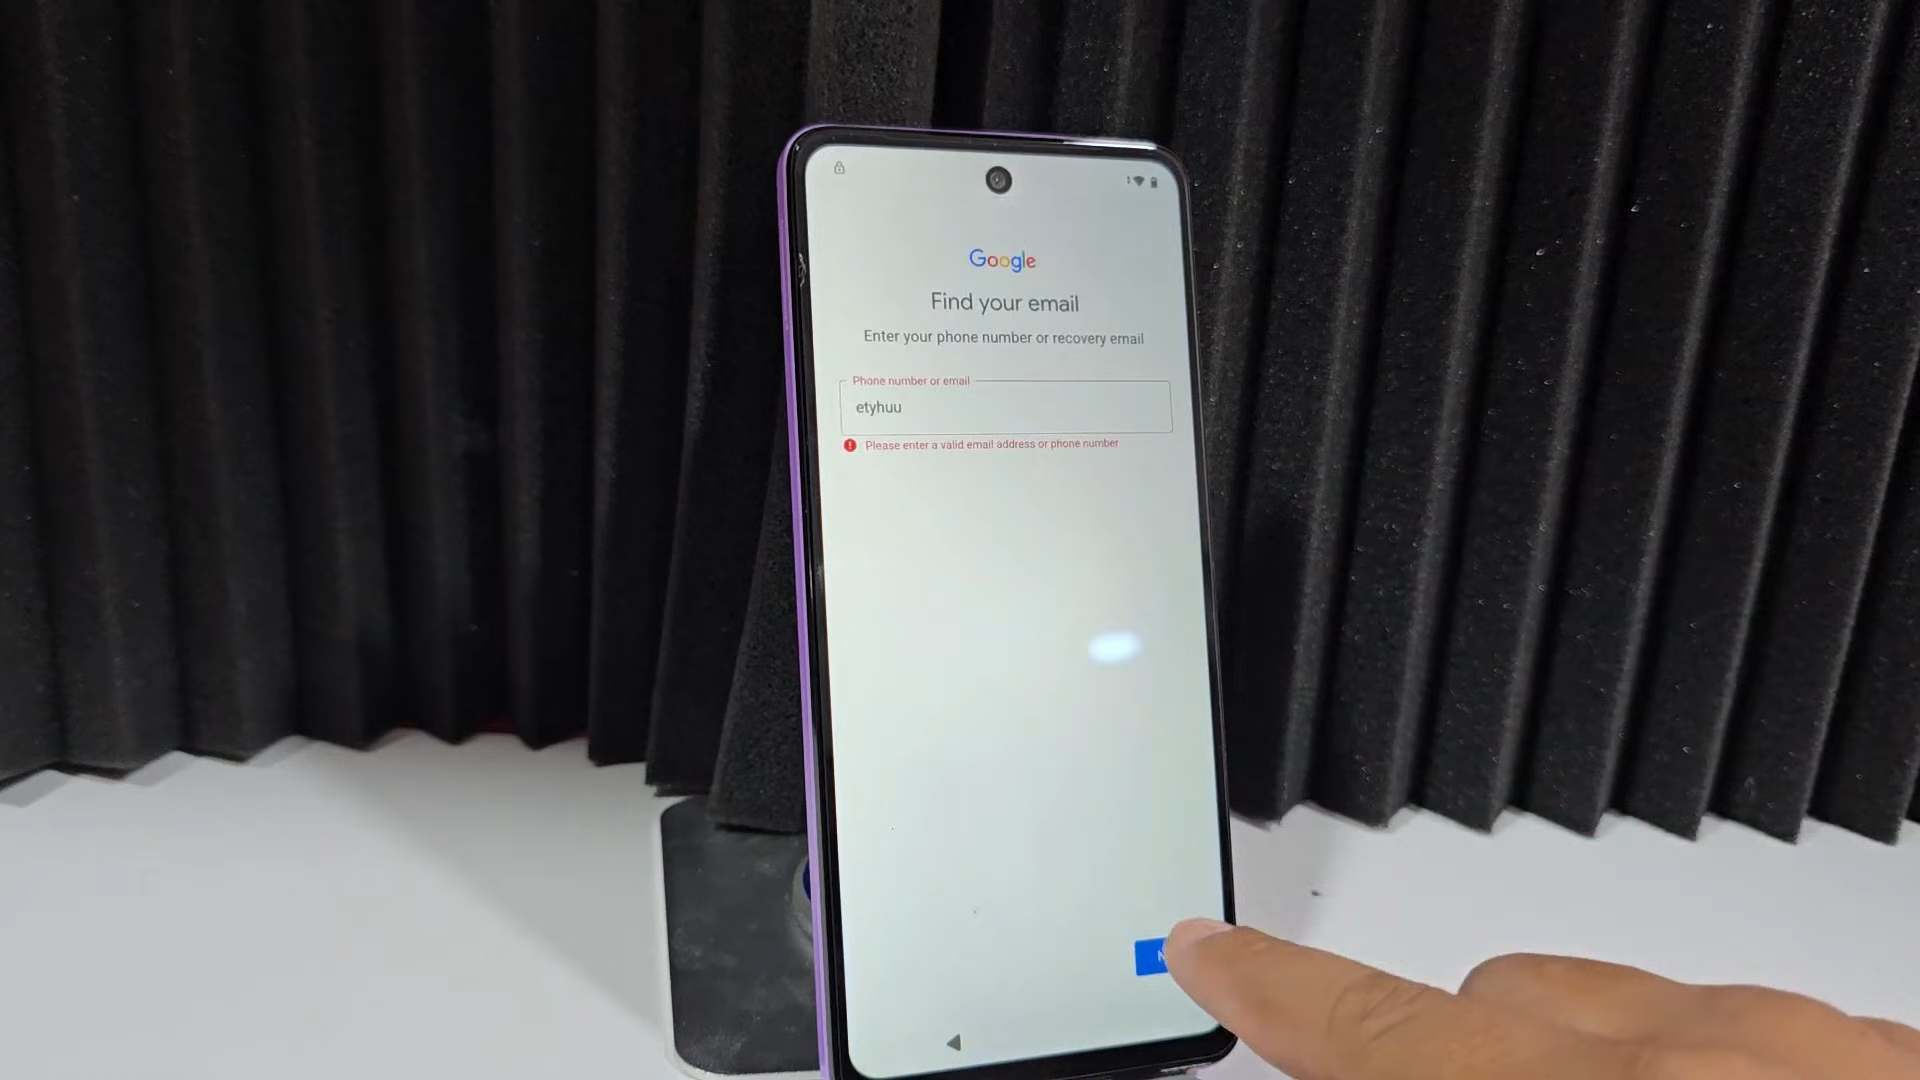 Google
Find your email
Enter your phone number or recovery email
Phone number or email
etyhuu
Please enter a valid email address or phone number